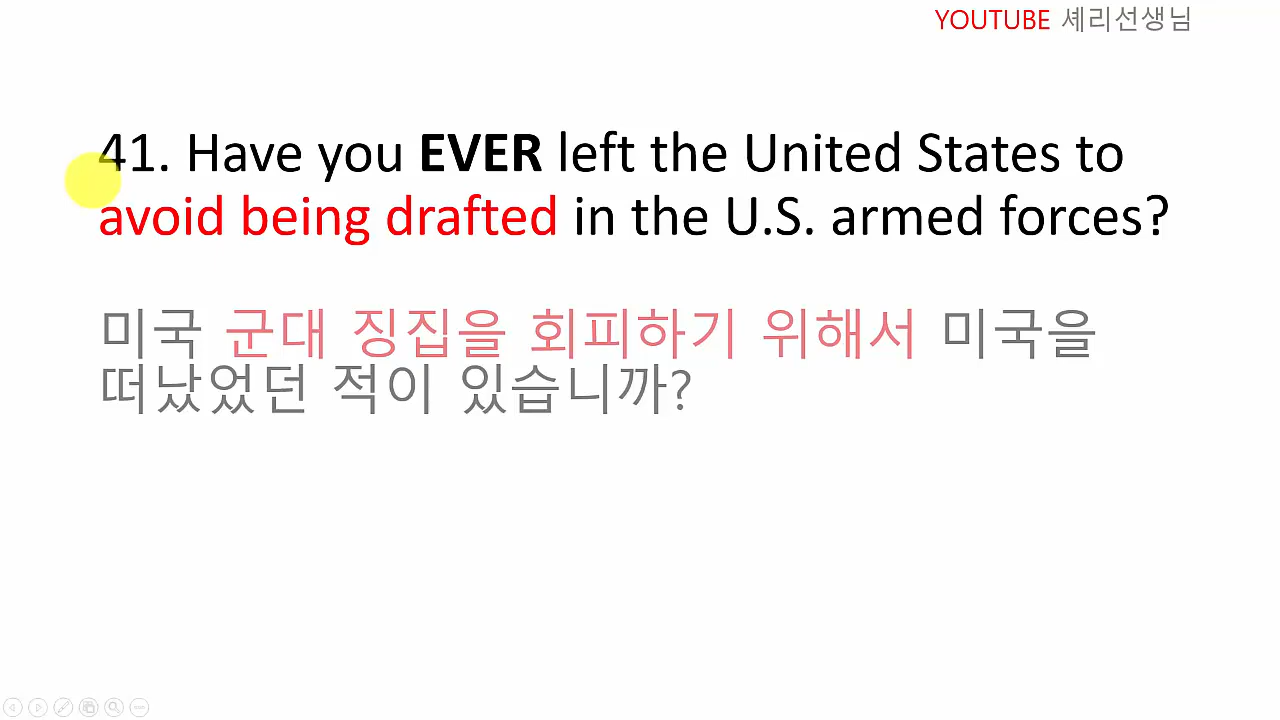 YOUTUBE 셰리선생님
41. Have you EVER left the United States to
avoid being drafted in the U.S. armed forces?
미국 군대 징집을 회피하기 위해서 미국을
떠났었던 적이 있습니까?